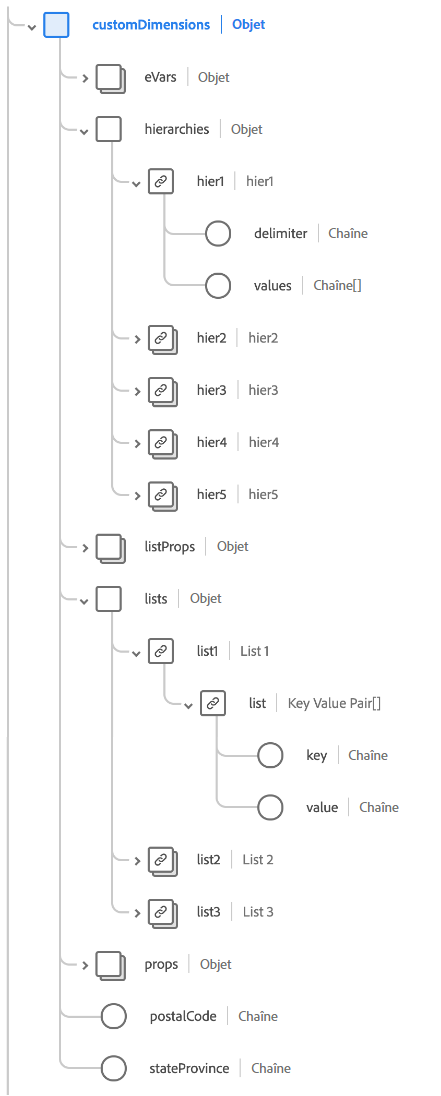 customDimensions Objet
eVars Objet
hierarchies Objet
hier1 hier1
delimiter Chaîne
values Chaîne[]
hier2 hier2
hier3 hier3
hier4 hier4
hier5 hier5
listProps Objet
lists Objet
list1 List 1
list Key Value Pair[]
key Chaîne
value Chaîne
list2 List 2
list3 List 3
props Objet
postalCode Chaîne
stateProvince Chaîne